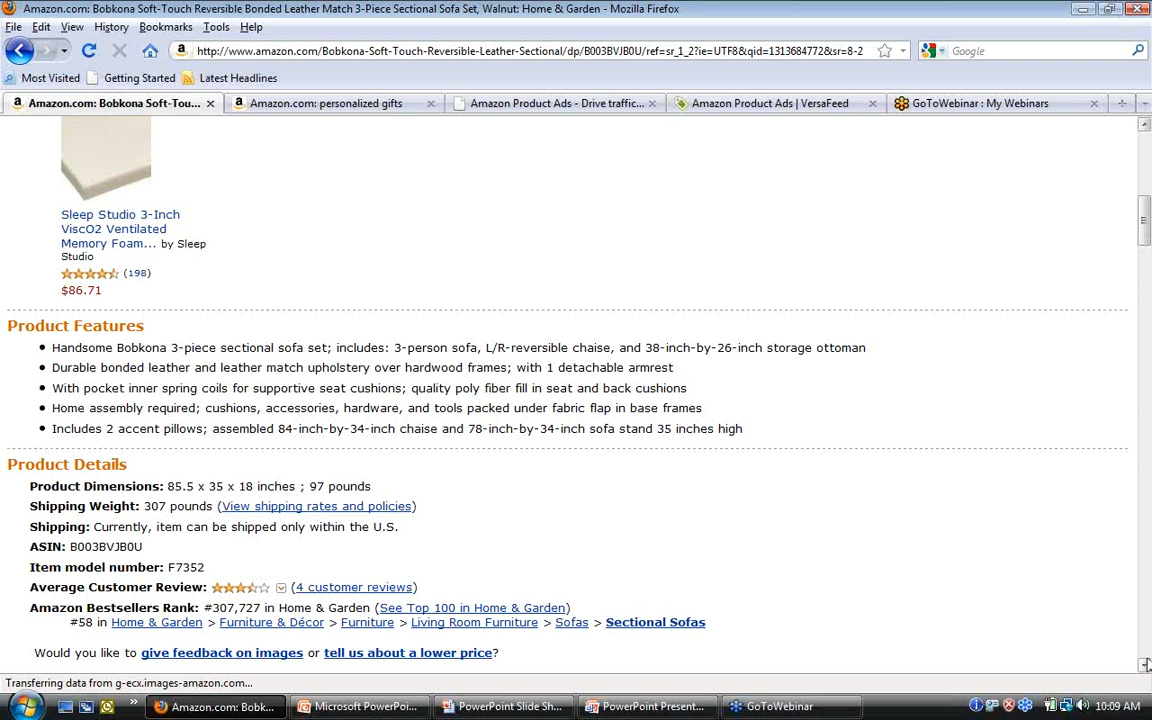 Amazon.com: Bobkona Soft-Touch Reversible Bonded Leather Match 3-Piece Sectional Sofa Set, Walnut: Home & Garden - Mozilla Firefox
File Edit View History Bookmarks Tools Help
http://www.amazon.com/Bobkona-Soft-Touch-Reversible-Leather-Sectional/dp/B003BVJB0U/ref=sr_1_2?ie=UTF8&qid=1313684772&sr=8-2
Google
Most Visited Getting Started Latest Headlines
Amazon.com: Bobkona Soft-Tou... Amazon.com: personalized gifts Amazon Product Ads - Drive traffic... Amazon Product Ads | VersaFeed GoToWebinar : My Webinars
Sleep Studio 3-Inch
ViscO2 Ventilated
Memory Foam... by Sleep
Studio
(198)
$86.71
Product Features
Handsome Bobkona 3-piece sectional sofa set; includes: 3-person sofa, L/R-reversible chaise, and 38-inch-by-26-inch storage ottoman
Durable bonded leather and leather match upholstery over hardwood frames; with 1 detachable armrest
With pocket inner spring coils for supportive seat cushions; quality poly fiber fill in seat and back cushions
Home assembly required; cushions, accessories, hardware, and tools packed under fabric flap in base frames
Includes 2 accent pillows; assembled 84-inch-by-34-inch chaise and 78-inch-by-34-inch sofa stand 35 inches high
Product Details
Product Dimensions: 85.5 x 35 x 18 inches ; 97 pounds
Shipping Weight: 307 pounds (View shipping rates and policies)
Shipping: Currently, item can be shipped only within the U.S.
ASIN: B003BVJB0U
Item model number: F7352
Average Customer Review: (4 customer reviews)
Amazon Bestsellers Rank: #307,727 in Home & Garden (See Top 100 in Home & Garden)
#58 in Home & Garden > Furniture & Décor > Furniture > Living Room Furniture > Sofas > Sectional Sofas
Would you like to give feedback on images or tell us about a lower price?
Transferring data from g-ecx.images-amazon.com...
Amazon.com: Bobk... Microsoft PowerPoi... PowerPoint Slide Sh... PowerPoint Present... GoToWebinar 10:09 AM